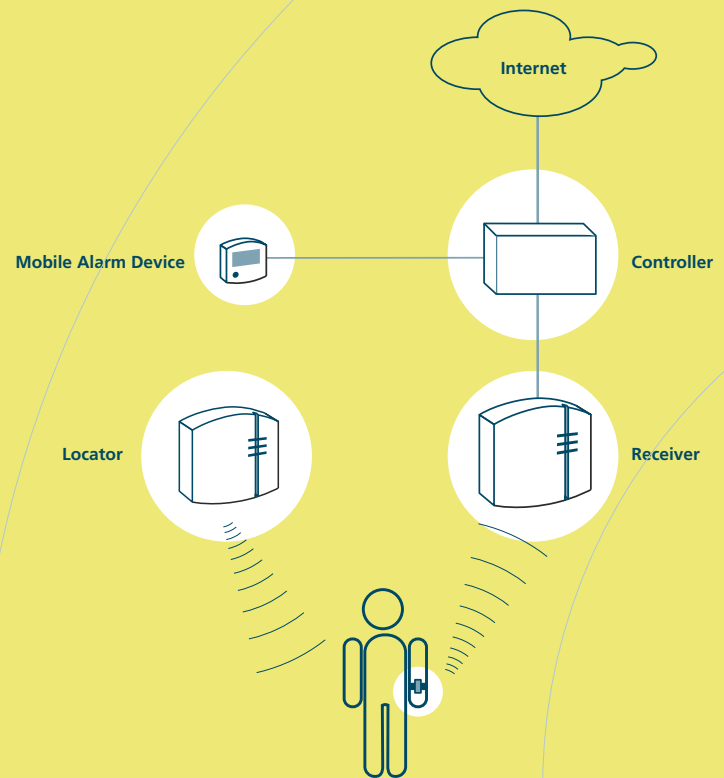 Internet
Mobile Alarm Device
Controller
Locator
Receiver